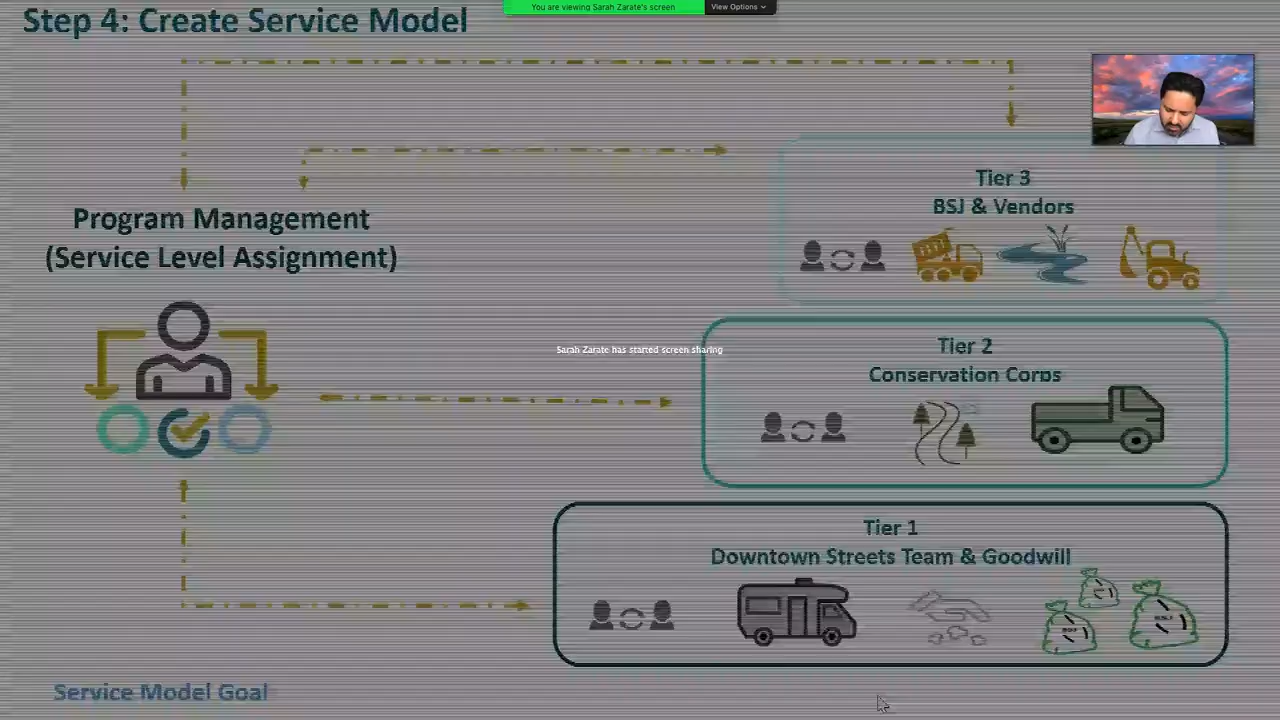 Step 4: Create Service Model
You are viewing Sarah Zarate's screen
View Options
Tier 3
BSJ & Vendors
Program Management
(Service Level Assignment)
Sarah Zarate has started screen sharing
Tier 2
Conservation Corps
Tier 1
Downtown Streets Team & Goodwill
Service Model Goal